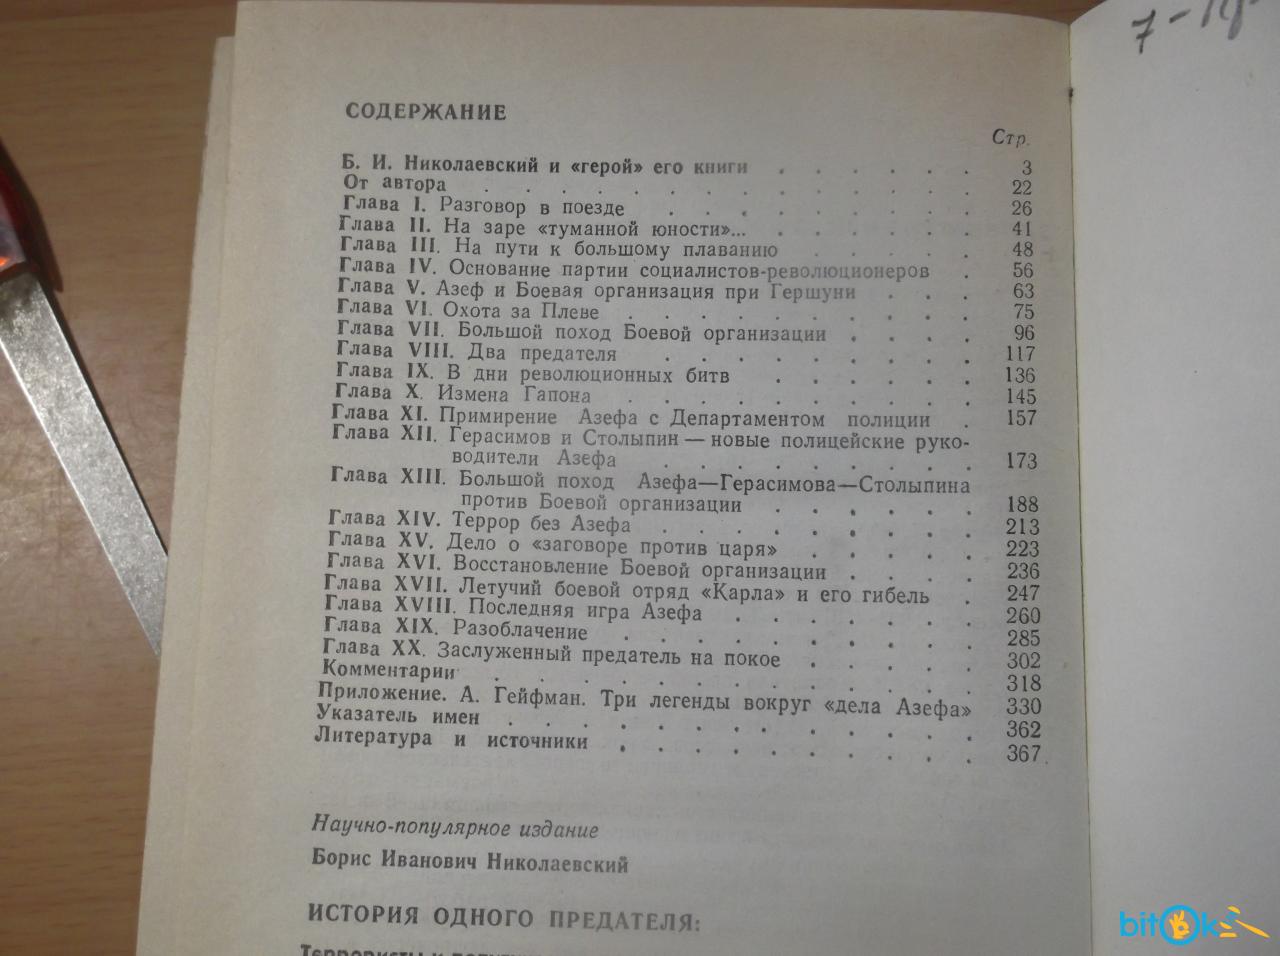 7-
СОДЕРЖАНИЕ
Стр.
Б. И. Николаевский и «герой» его книги . . . . . . 3
От автора . . . . . . . . . . . 22
Глава I. Разговор в поезде . . . . . . . 26
Глава II. На заре «туманной юности»... . . . . . . 41
Глава III. На пути к большому плаванию . . . . . 48
Глава IV. Основание партии социалистов-революционеров . 56
Глава V. Азеф и Боевая организация при Гершуни . . . 63
Глава VI. Охота за Плеве . . . . . . . . . 75
Глава VII. Большой поход Боевой организации . . . . 96
Глава VIII. Два предателя . . . . . . . . 117
Глава IX. В дни революционных битв . . . . . . 136
Глава X. Измена Гапона . . . . . . . . . 145
Глава XI. Примирение Азефа с Департаментом полиции . 157
Глава XII. Герасимов и Столыпин — новые полицейские руко-
водители Азефа . . . . . . . . 173
Глава XIII. Большой поход Азефа—Герасимова—Столыпина
против Боевой организации . . . . . . 188
Глава XIV. Террор без Азефа . . . . . . . . 213
Глава XV. Дело о «заговоре против царя» . . . . . 223
Глава XVI. Восстановление Боевой организации . . . . 236
Глава XVII. Летучий боевой отряд «Карла» и его гибель . 247
Глава XVIII. Последняя игра Азефа . . . . . . 260
Глава XIX. Разоблачение . . . . . . . . . 285
Глава XX. Заслуженный предатель на покое . . . . . 302
Комментарии . . . . . . . . . . . 318
Приложение. А. Гейфман. Три легенды вокруг «дела Азефа» 330
Указатель имен . . . . . . . . . . . 362
Литература и источники . . . . . . . . . 367
Научно-популярное издание
Борис Иванович Николаевский
ИСТОРИЯ ОДНОГО ПРЕДАТЕЛЯ:
Террористы и
bitOk